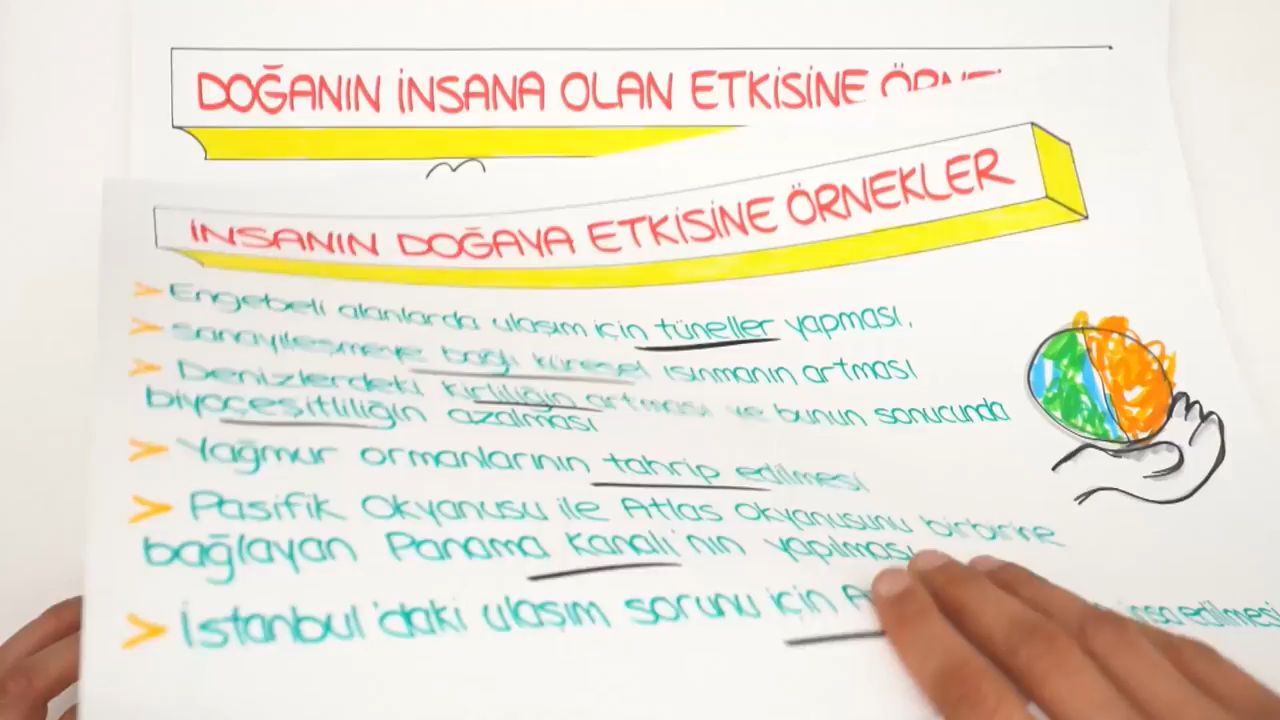 DOĞANIN İNSANA OLAN ETKİSİNE
İNSANIN DOĞAYA ETKİSİNE ÖRNEKLER
➤ Engebeli alanlarda ulaşım için tüneller yapması.
➤ Sanayileşmeye bağlı küresel ısınmanın artması
➤ Denizlerdeki kirliliğin artması ve bunun sonucunda
biyoçeşitliliğin azalması
➤ Yağmur ormanlarının tahrip edilmesi
➤ Pasifik Okyanusu ile Atlas Okyanusunu birbirine
bağlayan Panama Kanalı'nın yapılması
➤ İstanbul'daki ulaşım sorunu için inşa edilmesi